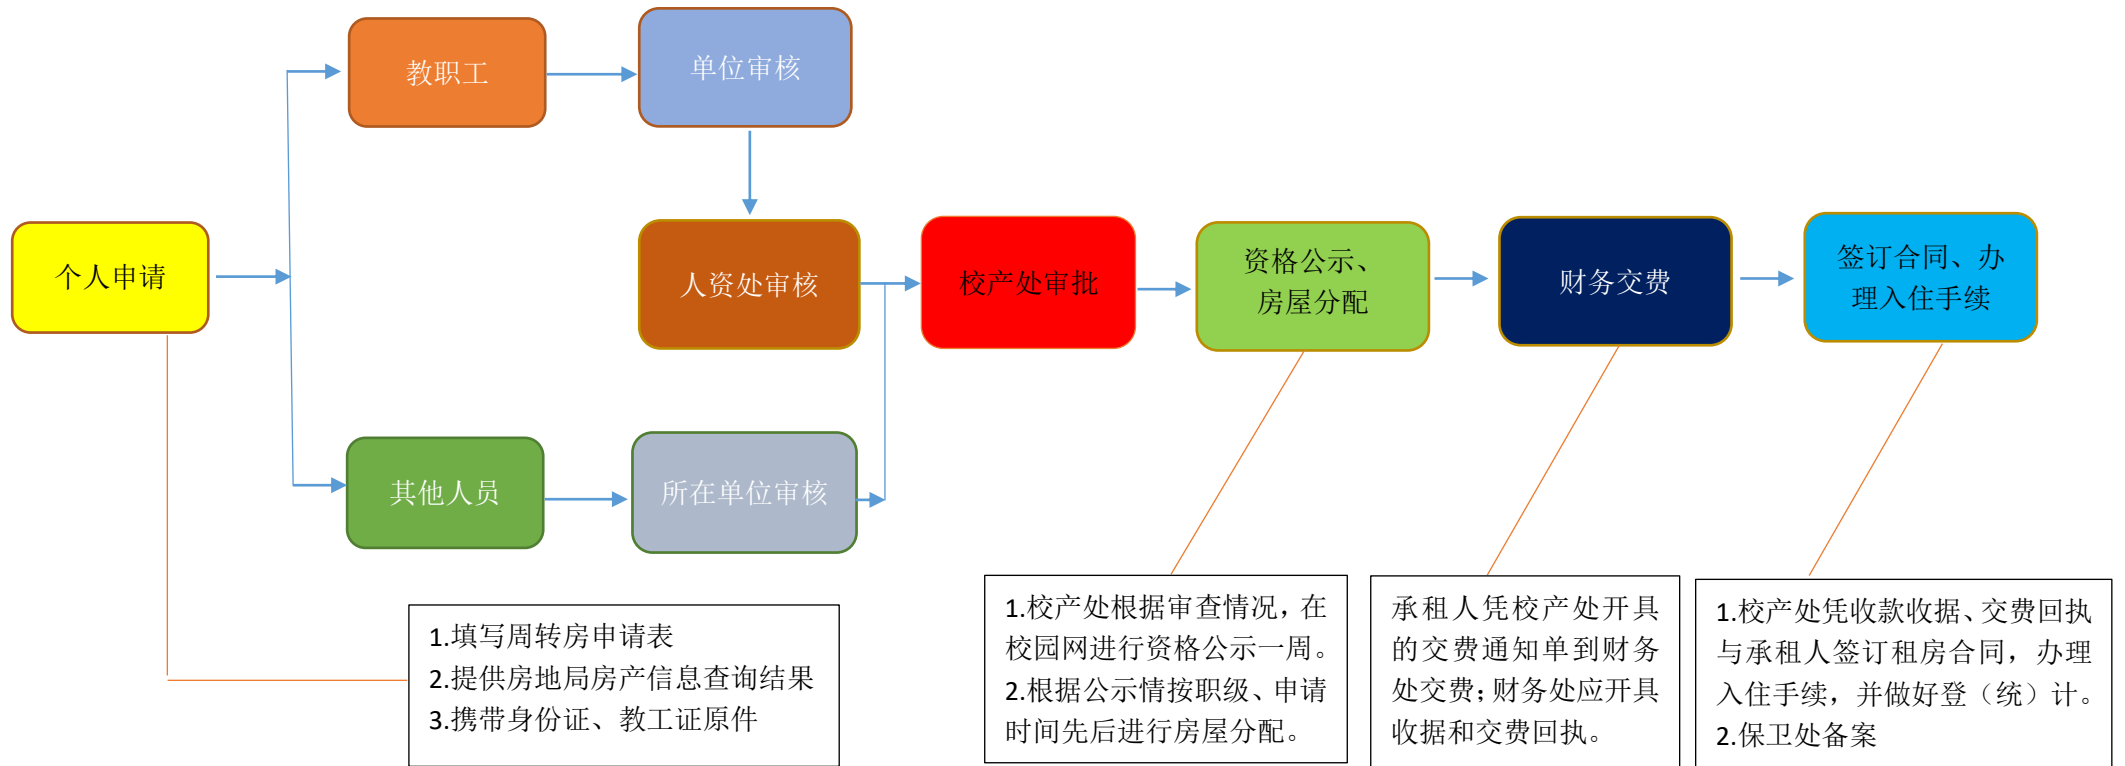 教职工
单位审核
个人申请
人资处审核
校产处审批
资格公示、
房屋分配
财务交费
签订合同、办
理入住手续
其他人员
所在单位审核
1.填写周转房申请表
2.提供房地局房产信息查询结果
3.携带身份证、教工证原件
1.校产处根据审查情况，在
校园网进行资格公示一周。
2.根据公示情按职级、申请
时间先后进行房屋分配。
承租人凭校产处开具
的交费通知单到财务
处交费；财务处应开具
收据和交费回执。
1.校产处凭收款收据、交费回执
与承租人签订租房合同，办理
入住手续，并做好登（统）计。
2.保卫处备案